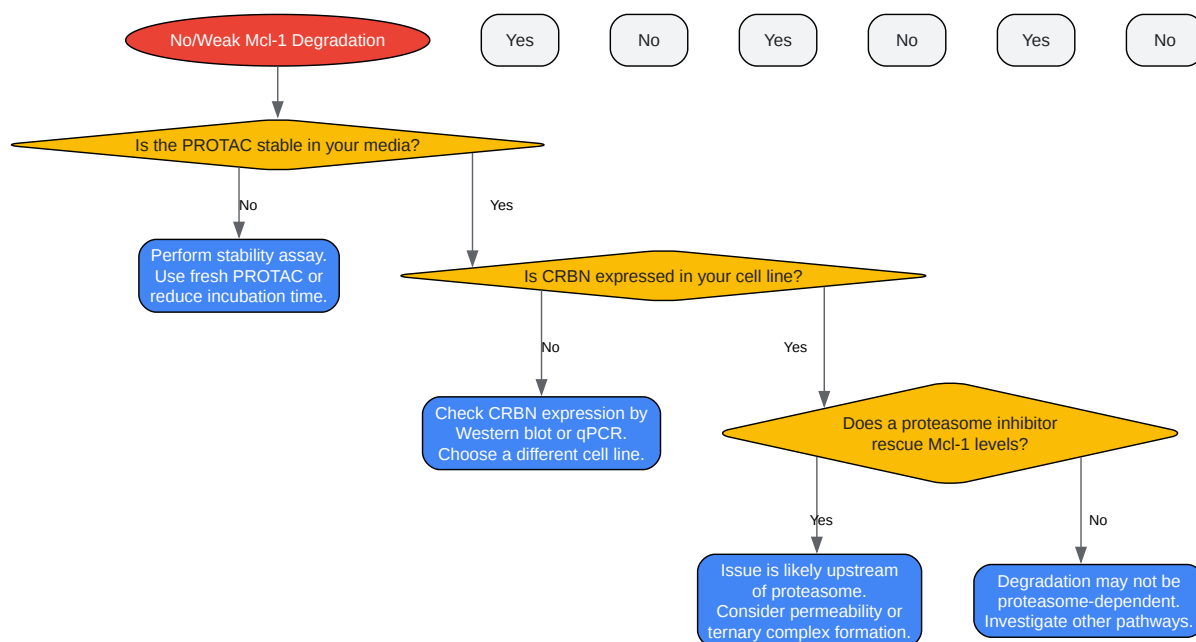 No/Weak Mcl-1 Degradation
Yes
No
Yes
No
Yes
No
Is the PROTAC stable in your media?
No
Yes
Perform stability assay.
Use fresh PROTAC or
reduce incubation time.
Is CRBN expressed in your cell line?
No
Yes
Check CRBN expression by
Western blot or qPCR.
Choose a different cell line.
Does a proteasome inhibitor
rescue Mcl-1 levels?
Yes
No
Issue is likely upstream
of proteasome.
Consider permeability or
ternary complex formation.
Degradation may not be
proteasome-dependent.
Investigate other pathways.